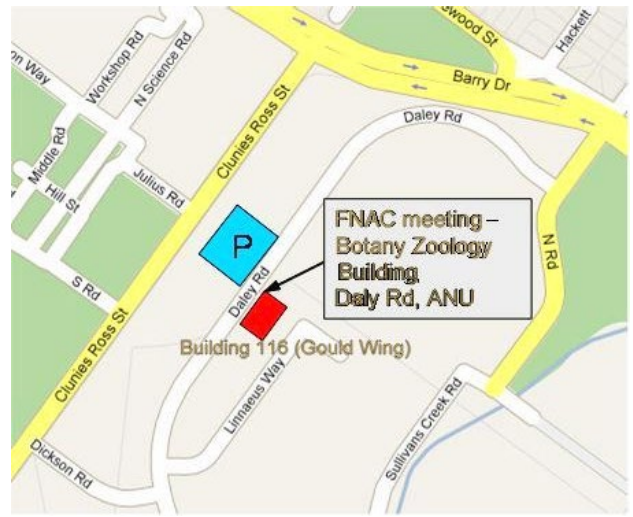 swood St
Hackett
Workshop Rd
N Science Rd
on Way
Barry Dr
Clunies Ross St
Daley Rd
Middle Rd
Hill St
Julius Rd
FNAC meeting –
Botany Zoology
Building,
Daly Rd, ANU
P
N Rd
S Rd
Daley Rd
Building 116 (Gould Wing)
Clunies Ross St
Linnaeus Way
Sullivans Creek Rd
Dickson Rd